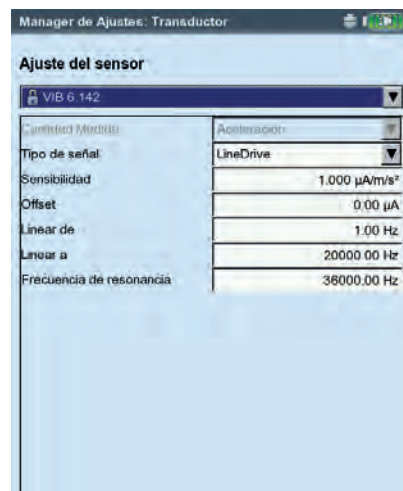 Manager de Ajustes: Transductor
Ajuste del sensor
VIB 6.142
Cantidad Medida Aceleración
Tipo de señal LineDrive
Sensibilidad 1.000 µA/m/s²
Offset 0.00 µA
Linear de 1.00 Hz
Linear a 20000.00 Hz
Frecuencia de resonancia 36000.00 Hz